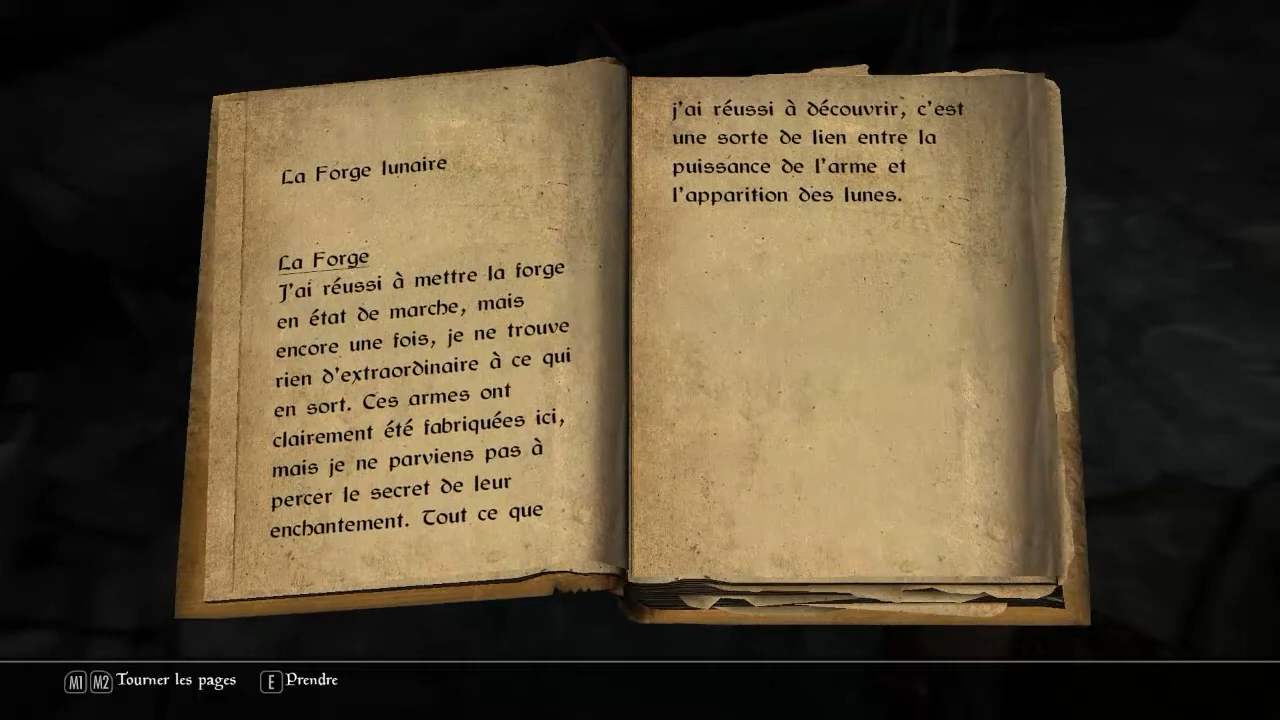 La Forge lunaire
La Forge
J'ai réussi à mettre la forge
en état de marche, mais
encore une fois, je ne trouve
rien d'extraordinaire à ce qui
en sort. Ces armes ont
clairement été fabriquées ici,
mais je ne parviens pas à
percer le secret de leur
enchantement. Tout ce que
j'ai réussi à découvrir, c'est
une sorte de lien entre la
puissance de l'arme et
l'apparition des lunes.
M1 M2 Tourner les pages E Prendre